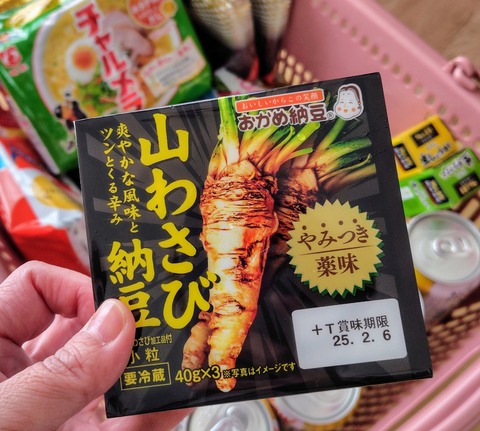 チャルメラ
おいしいからこの笑顔
おかめ納豆®
山わさび
納豆
爽やかな風味と
ツンとくる辛み
やみつき
薬味
わさび加工品付
小粒
要冷蔵
40g×3
※写真はイメージです
+T賞味期限
25. 2. 6